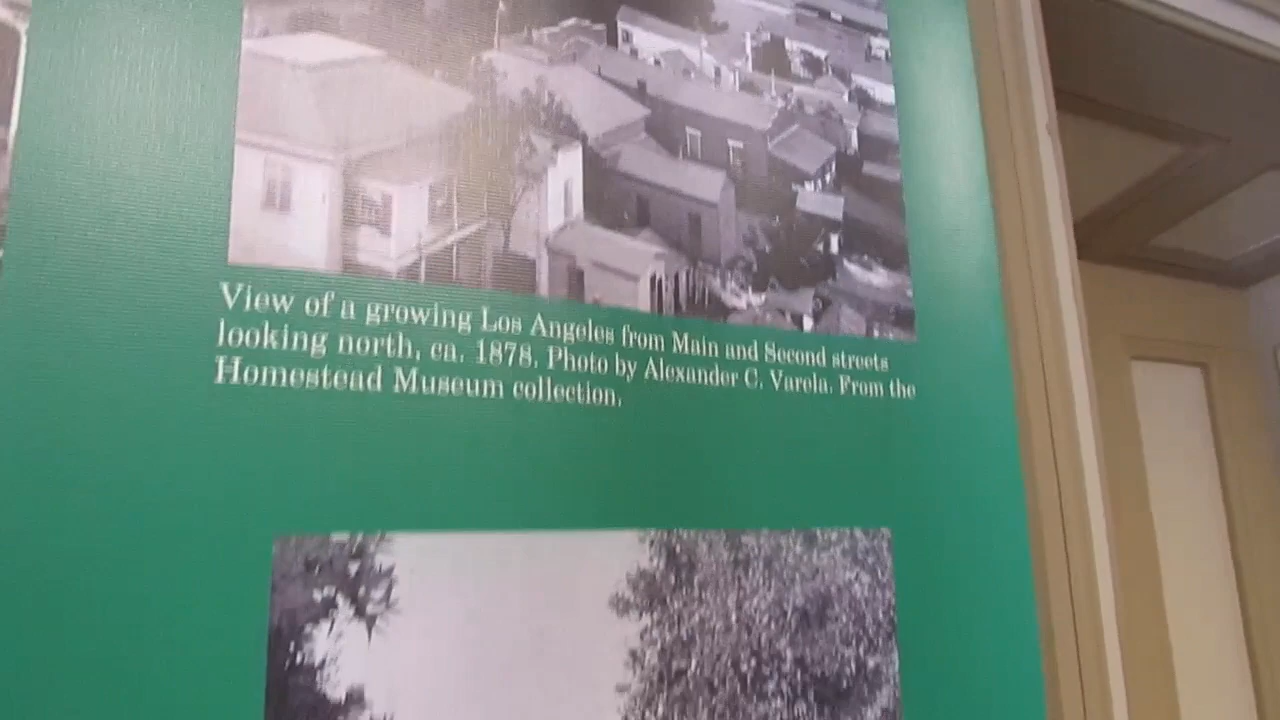 View of a growing Los Angeles from Main and Second streets
looking north, ca. 1878. Photo by Alexander C. Varela. From the
Homestead Museum collection.